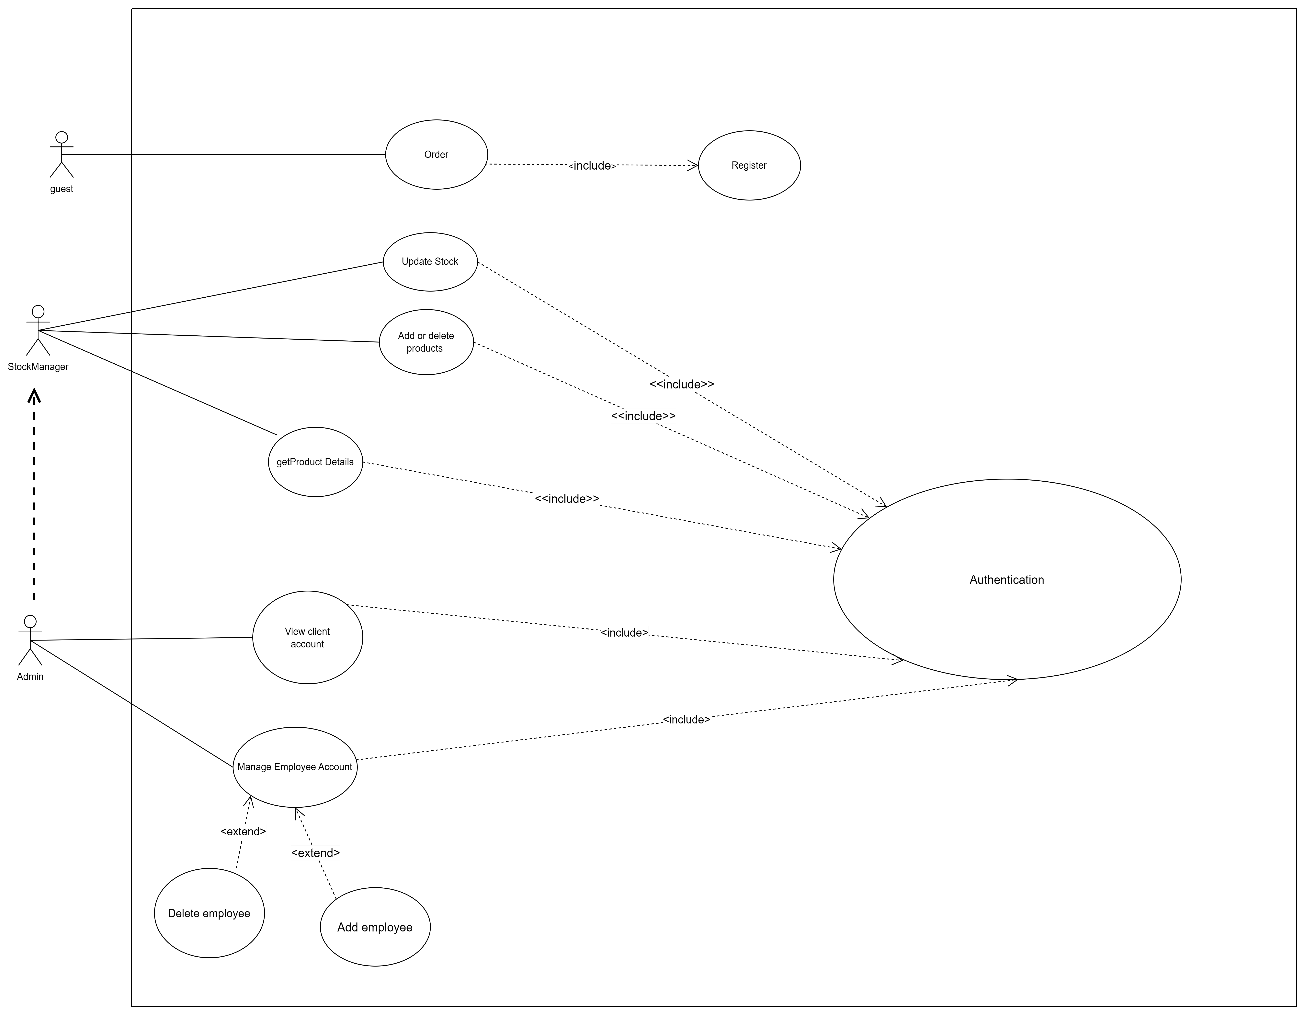 Order
<include>
Register
guest
Update Stock
Add or delete
products
StockManager
<<include>>
<<include>>
getProduct Details
<<include>>
Authentication
View client
account
<include>
Admin
<include>
Manage Employee Account
<extend>
<extend>
Delete employee
Add employee